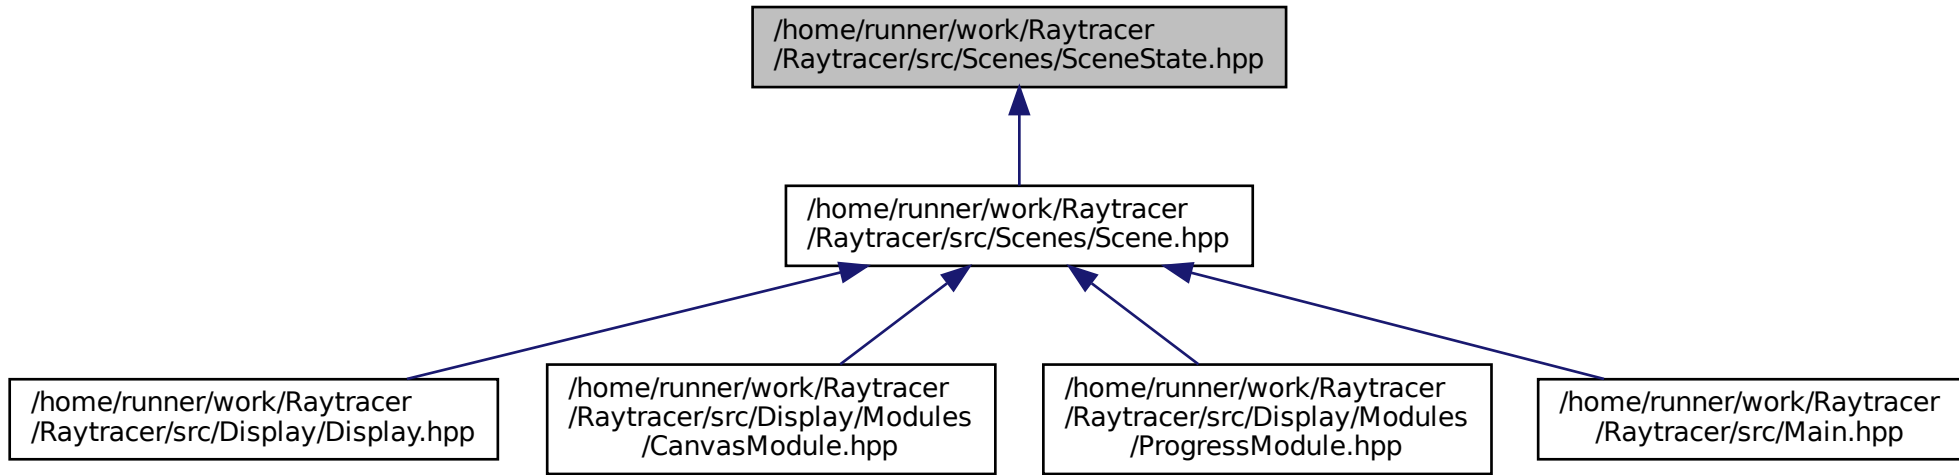 /home/runner/work/Raytracer
/Raytracer/src/Scenes/SceneState.hpp
/home/runner/work/Raytracer
/Raytracer/src/Scenes/Scene.hpp
/home/runner/work/Raytracer
/Raytracer/src/Display/Display.hpp
/home/runner/work/Raytracer
/Raytracer/src/Display/Modules
/CanvasModule.hpp
/home/runner/work/Raytracer
/Raytracer/src/Display/Modules
/ProgressModule.hpp
/home/runner/work/Raytracer
/Raytracer/src/Main.hpp